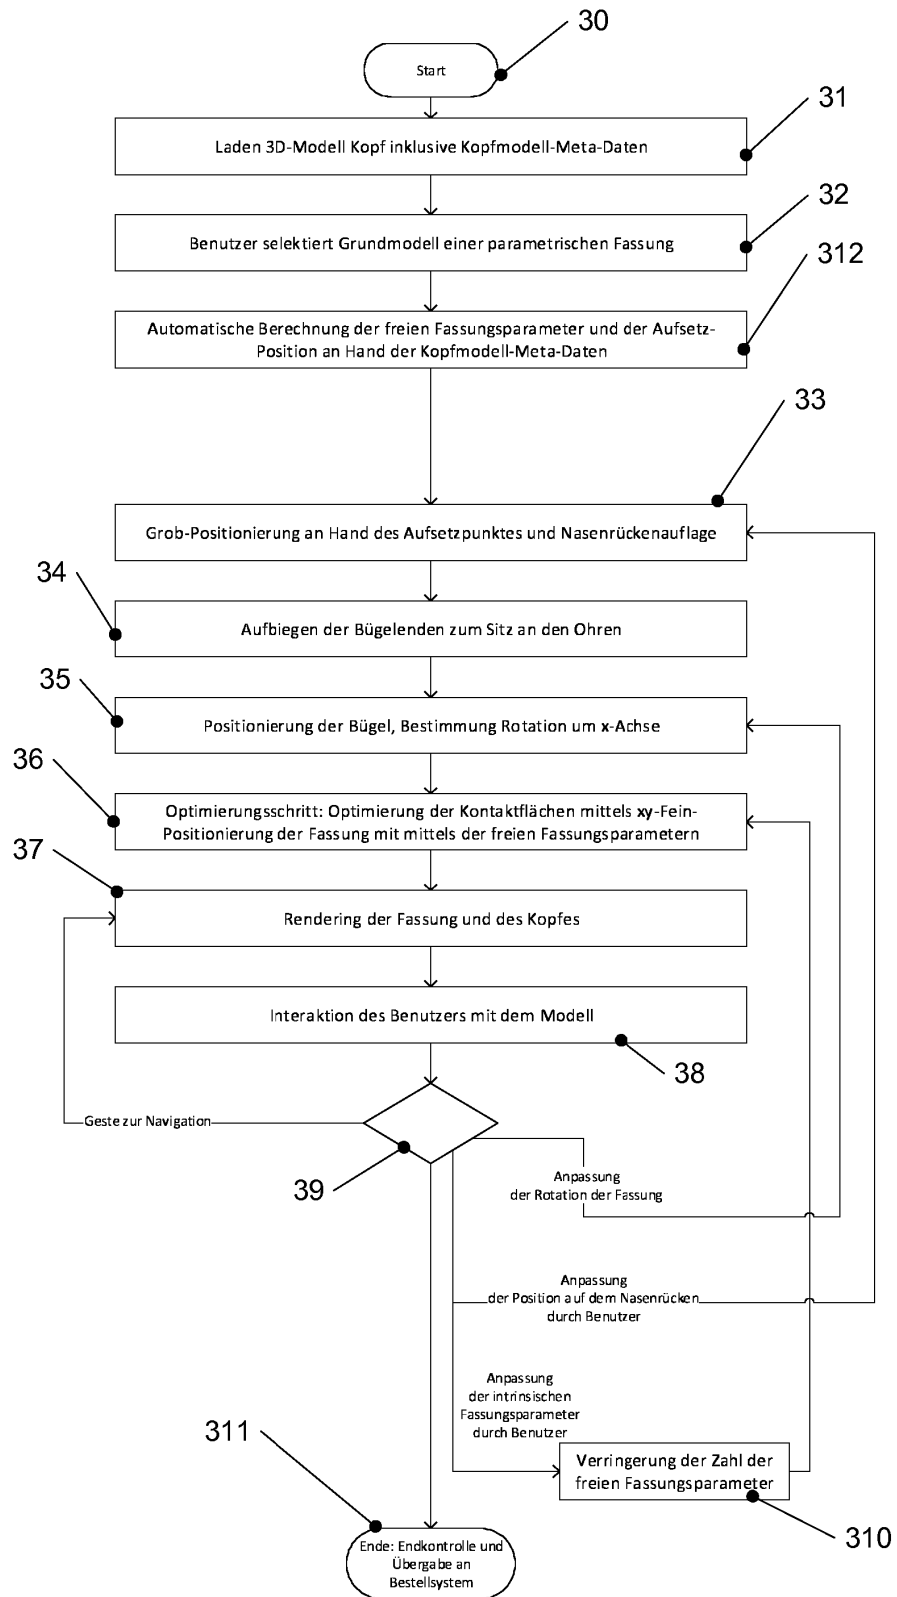 30
Start
31
Laden 3D-Modell Kopf inklusive Kopfmodell-Meta-Daten
32
Benutzer selektiert Grundmodell einer parametrischen Fassung
312
Automatische Berechnung der freien Fassungsparameter und der Aufsetz-
Position an Hand der Kopfmodell-Meta-Daten
33
Grob-Positionierung an Hand des Aufsetzpunktes und Nasenrückenauflage
34
Aufbiegen der Bügelenden zum Sitz an den Ohren
35
Positionierung der Bügel, Bestimmung Rotation um x-Achse
36
Optimierungsschritt: Optimierung der Kontaktflächen mittels xy-Fein-
Positionierung der Fassung mit mittels der freien Fassungsparametern
37
Rendering der Fassung und des Kopfes
Interaktion des Benutzers mit dem Modell
38
Geste zur Navigation
39
Anpassung
der Rotation der Fassung
Anpassung
der Position auf dem Nasenrücken
durch Benutzer
Anpassung
der intrinsischen
Fassungsparameter
durch Benutzer
311
Verringerung der Zahl der
freien Fassungsparameter
310
Ende: Endkontrolle und
Übergabe an
Bestellsystem